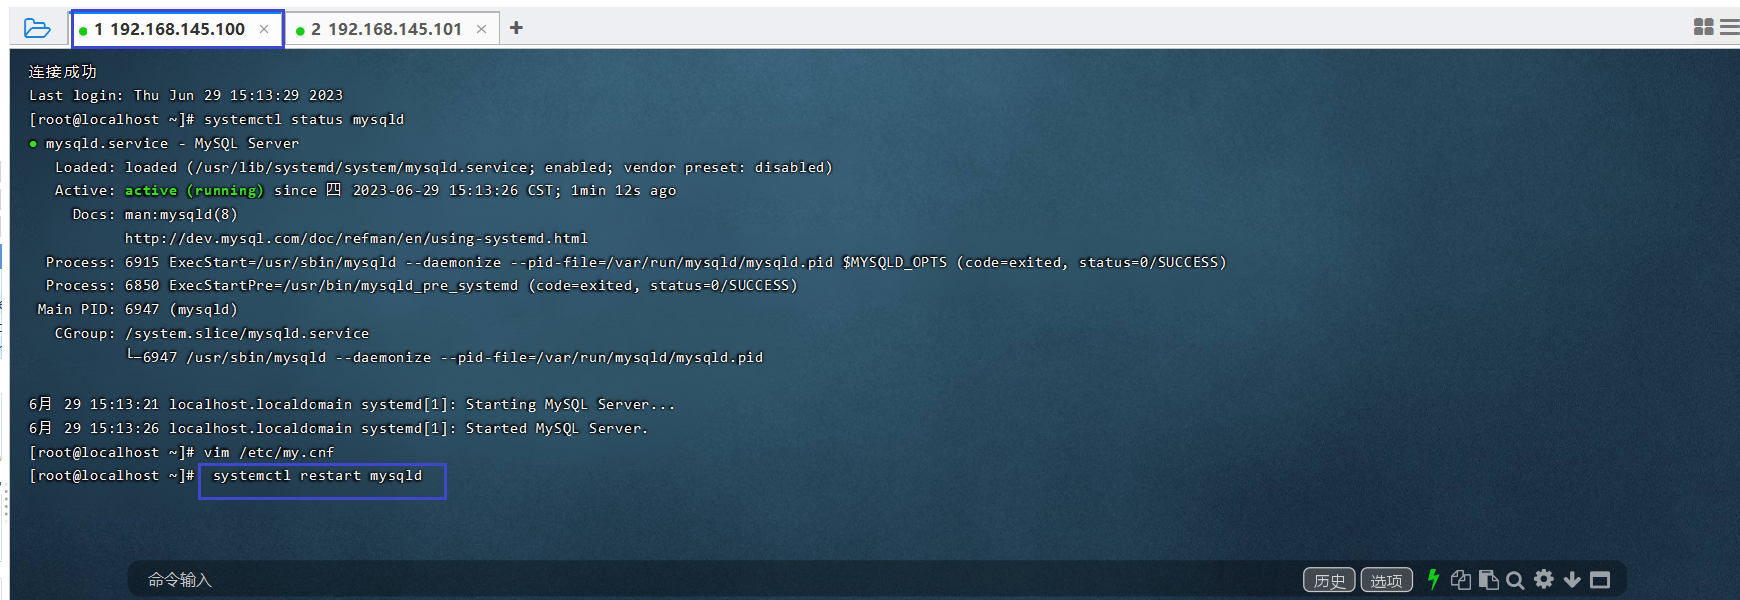 1 192.168.145.100 × 2 192.168.145.101 × +
连接成功
Last login: Thu Jun 29 15:13:29 2023
[root@localhost ~]# systemctl status mysqld
● mysqld.service - MySQL Server
Loaded: loaded (/usr/lib/systemd/system/mysqld.service; enabled; vendor preset: disabled)
Active: active (running) since 四 2023-06-29 15:13:26 CST; 1min 12s ago
Docs: man:mysqld(8)
http://dev.mysql.com/doc/refman/en/using-systemd.html
Process: 6915 ExecStart=/usr/sbin/mysqld --daemonize --pid-file=/var/run/mysqld/mysqld.pid $MYSQLD_OPTS (code=exited, status=0/SUCCESS)
Process: 6850 ExecStartPre=/usr/bin/mysqld_pre_systemd (code=exited, status=0/SUCCESS)
Main PID: 6947 (mysqld)
CGroup: /system.slice/mysqld.service
└─6947 /usr/sbin/mysqld --daemonize --pid-file=/var/run/mysqld/mysqld.pid
6月 29 15:13:21 localhost.localdomain systemd[1]: Starting MySQL Server...
6月 29 15:13:26 localhost.localdomain systemd[1]: Started MySQL Server.
[root@localhost ~]# vim /etc/my.cnf
[root@localhost ~]#  systemctl restart mysqld
命令输入 历史 选项